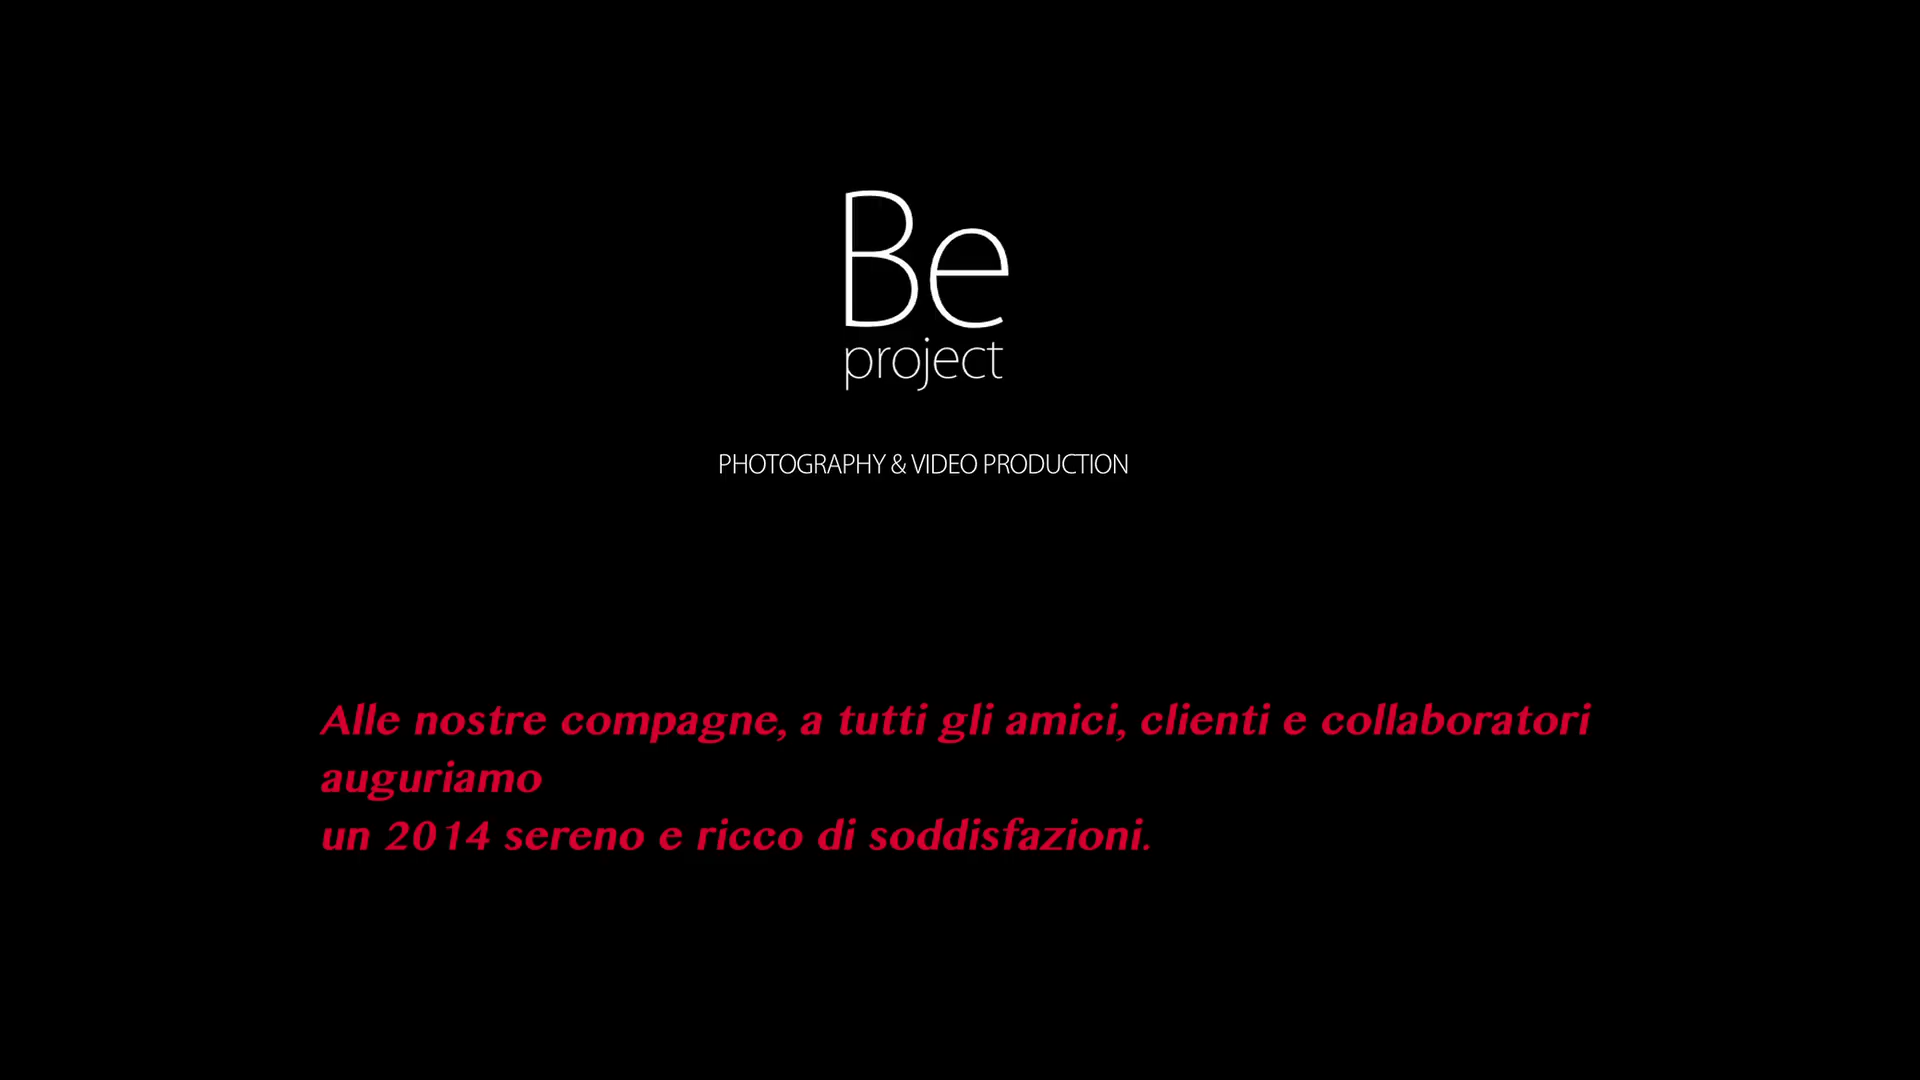 Be
project
PHOTOGRAPHY & VIDEO PRODUCTION
Alle nostre compagne, a tutti gli amici, clienti e collaboratori
auguriamo
un 2014 sereno e ricco di soddisfazioni.